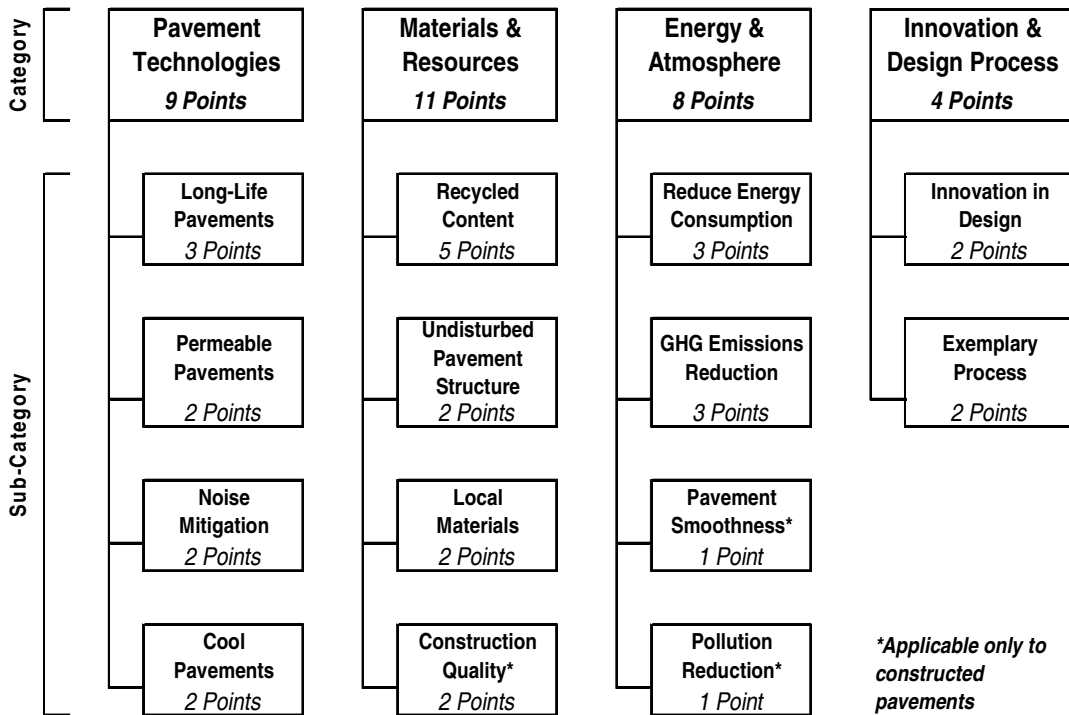 Category
Pavement
Technologies
9 Points
Materials &
Resources
11 Points
Energy &
Atmosphere
8 Points
Innovation &
Design Process
4 Points
Sub-Category
Long-Life
Pavements
3 Points
Permeable
Pavements
2 Points
Noise
Mitigation
2 Points
Cool
Pavements
2 Points
Recycled
Content
5 Points
Undisturbed
Pavement
Structure
2 Points
Local
Materials
2 Points
Construction
Quality*
2 Points
Reduce Energy
Consumption
3 Points
GHG Emissions
Reduction
3 Points
Pavement
Smoothness*
1 Point
Pollution
Reduction*
1 Point
Innovation in
Design
2 Points
Exemplary
Process
2 Points
*Applicable only to
constructed
pavements